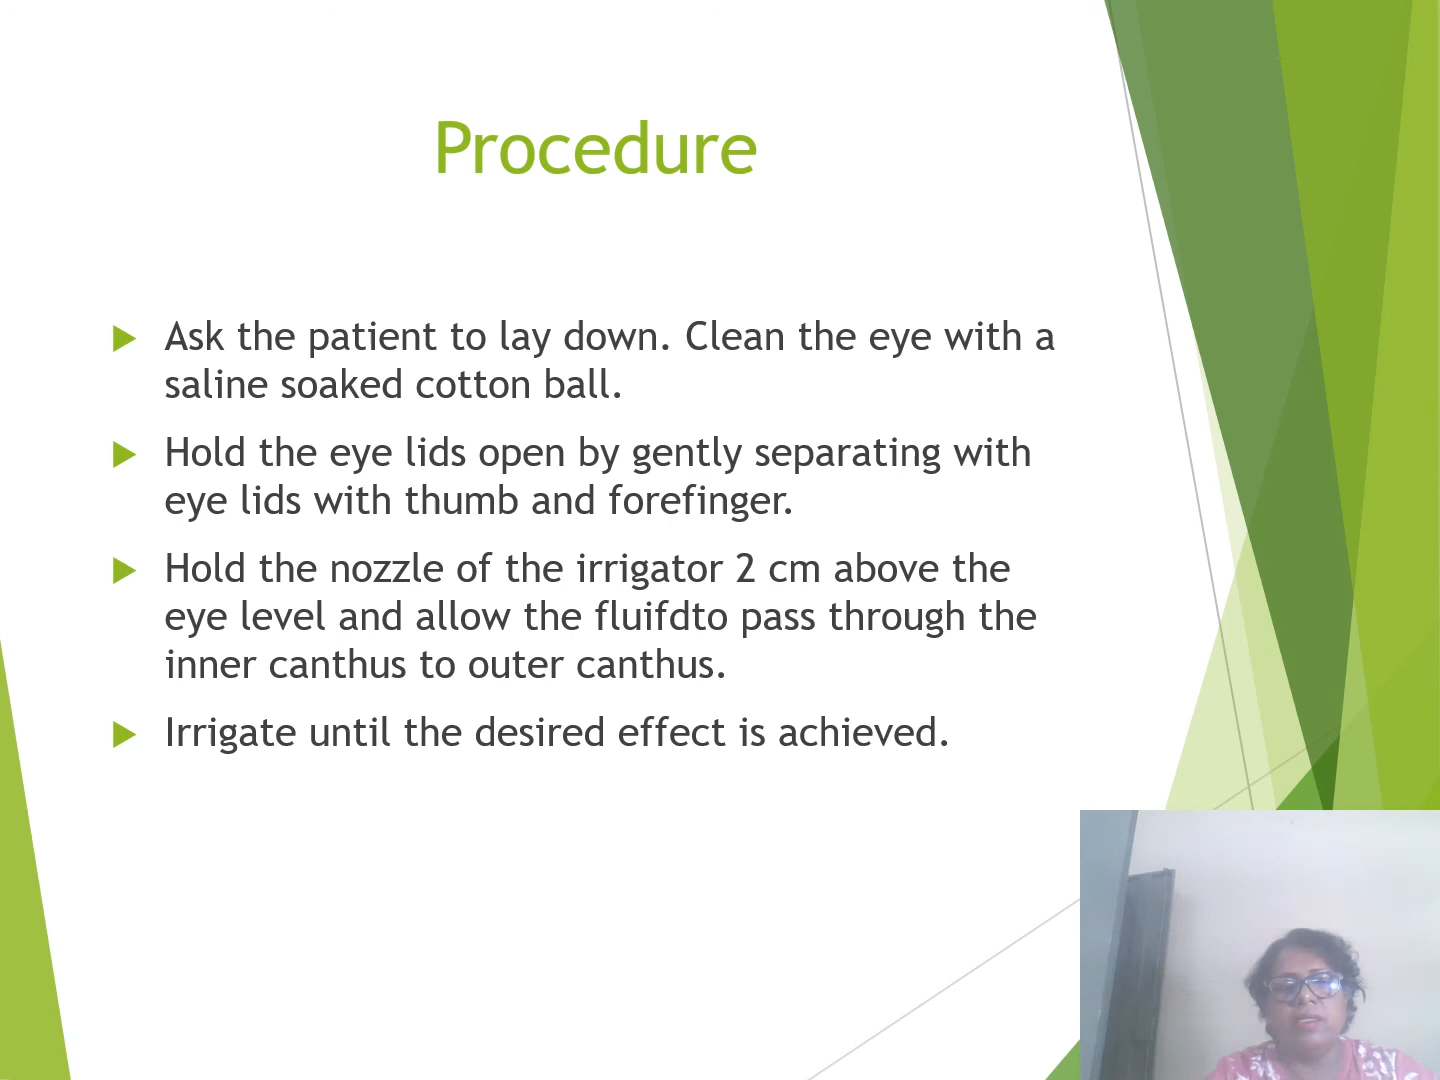 Procedure
Ask the patient to lay down. Clean the eye with a
saline soaked cotton ball.
Hold the eye lids open by gently separating with
eye lids with thumb and forefinger.
Hold the nozzle of the irrigator 2 cm above the
eye level and allow the fluifdto pass through the
inner canthus to outer canthus.
Irrigate until the desired effect is achieved.